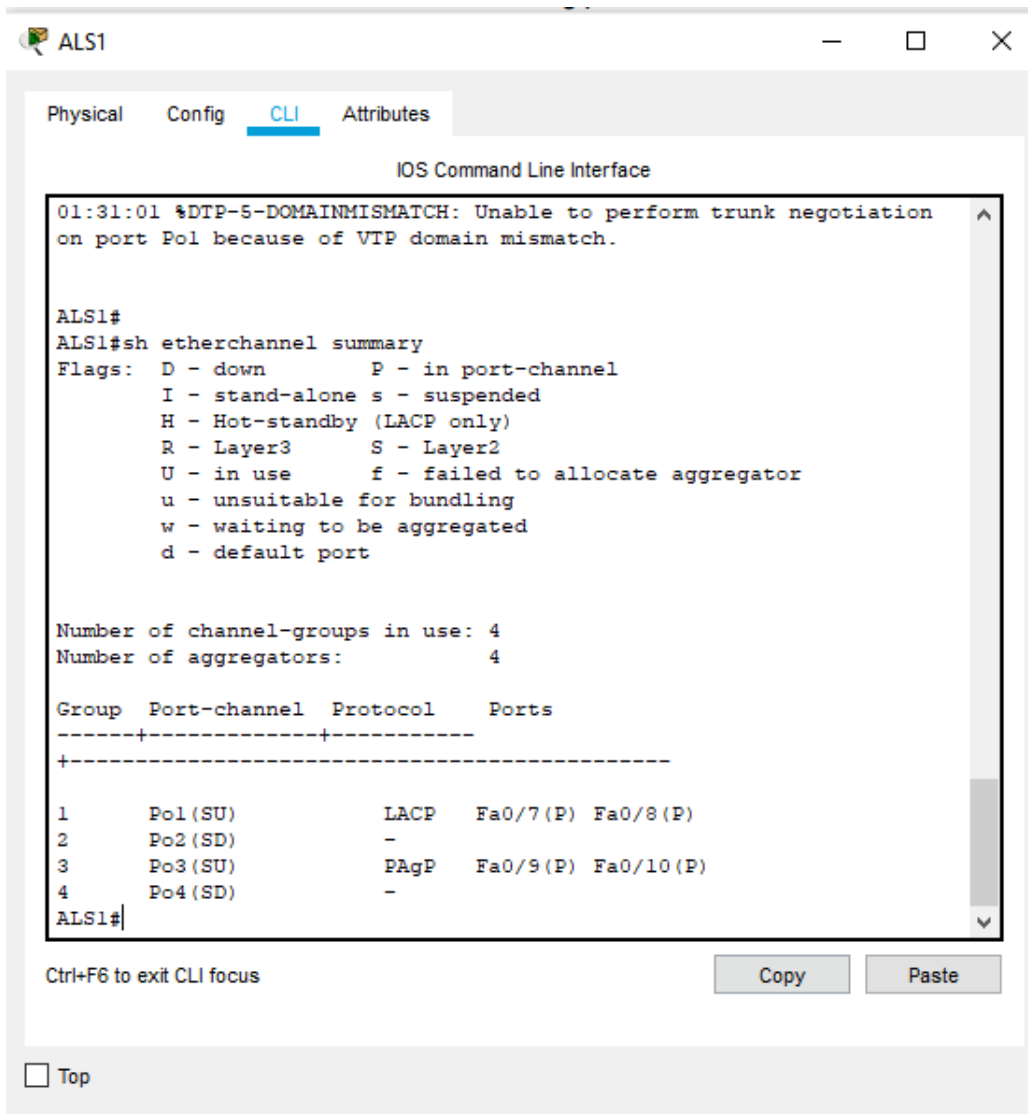 ALS1
Physical Config CLI Attributes
IOS Command Line Interface
01:31:01 %DTP-5-DOMAINMISMATCH: Unable to perform trunk negotiation
on port Po1 because of VTP domain mismatch.
ALS1#
ALS1#sh etherchannel summary
Flags:  D - down        P - in port-channel
        I - stand-alone s - suspended
        H - Hot-standby (LACP only)
        R - Layer3      S - Layer2
        U - in use      f - failed to allocate aggregator
        u - unsuitable for bundling
        w - waiting to be aggregated
        d - default port
Number of channel-groups in use: 4
Number of aggregators:           4
Group  Port-channel  Protocol    Ports
------+-------------+-----------
+----------------------------------------------
1      Po1(SU)           LACP   Fa0/7(P) Fa0/8(P)
2      Po2(SD)           -
3      Po3(SU)           PAgP   Fa0/9(P) Fa0/10(P)
4      Po4(SD)           -
ALS1#
Ctrl+F6 to exit CLI focus
Copy Paste
Top